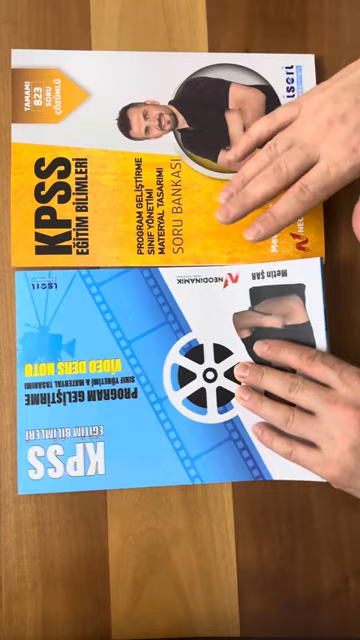 TAMAMI
823
SORU
ÇÖZÜMLÜ
KPSS
EĞİTİM BİLİMLERİ
PROGRAM GELİŞTİRME
SINIF YÖNETİMİ
MATERYAL TASARIMI
SORU BANKASI
Metin ŞAR
NEODİNAMİK
PROGRAM GELİŞTİRME
SINIF YÖNETİMİ & MATERYAL TASARIMI
VİDEO DERS NOTU
KPSS
EĞİTİM BİLİMLERİ